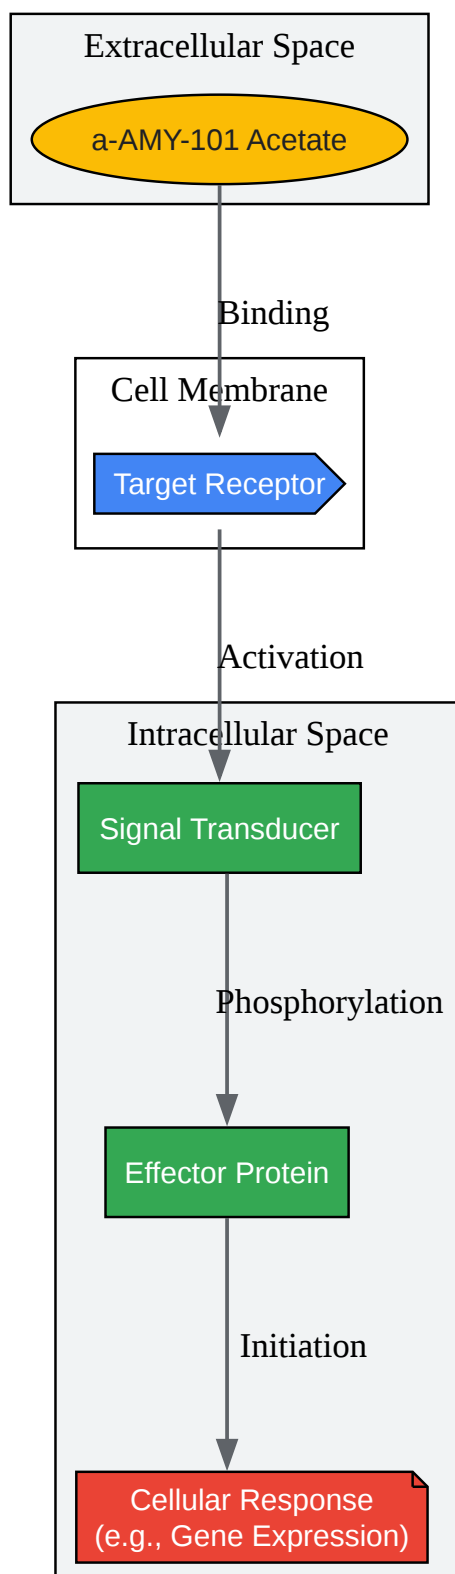 Extracellular Space
a-AMY-101 Acetate
Binding
Cell Membrane
Target Receptor
Activation
Intracellular Space
Signal Transducer
Phosphorylation
Effector Protein
Initiation
Cellular Response
(e.g., Gene Expression)